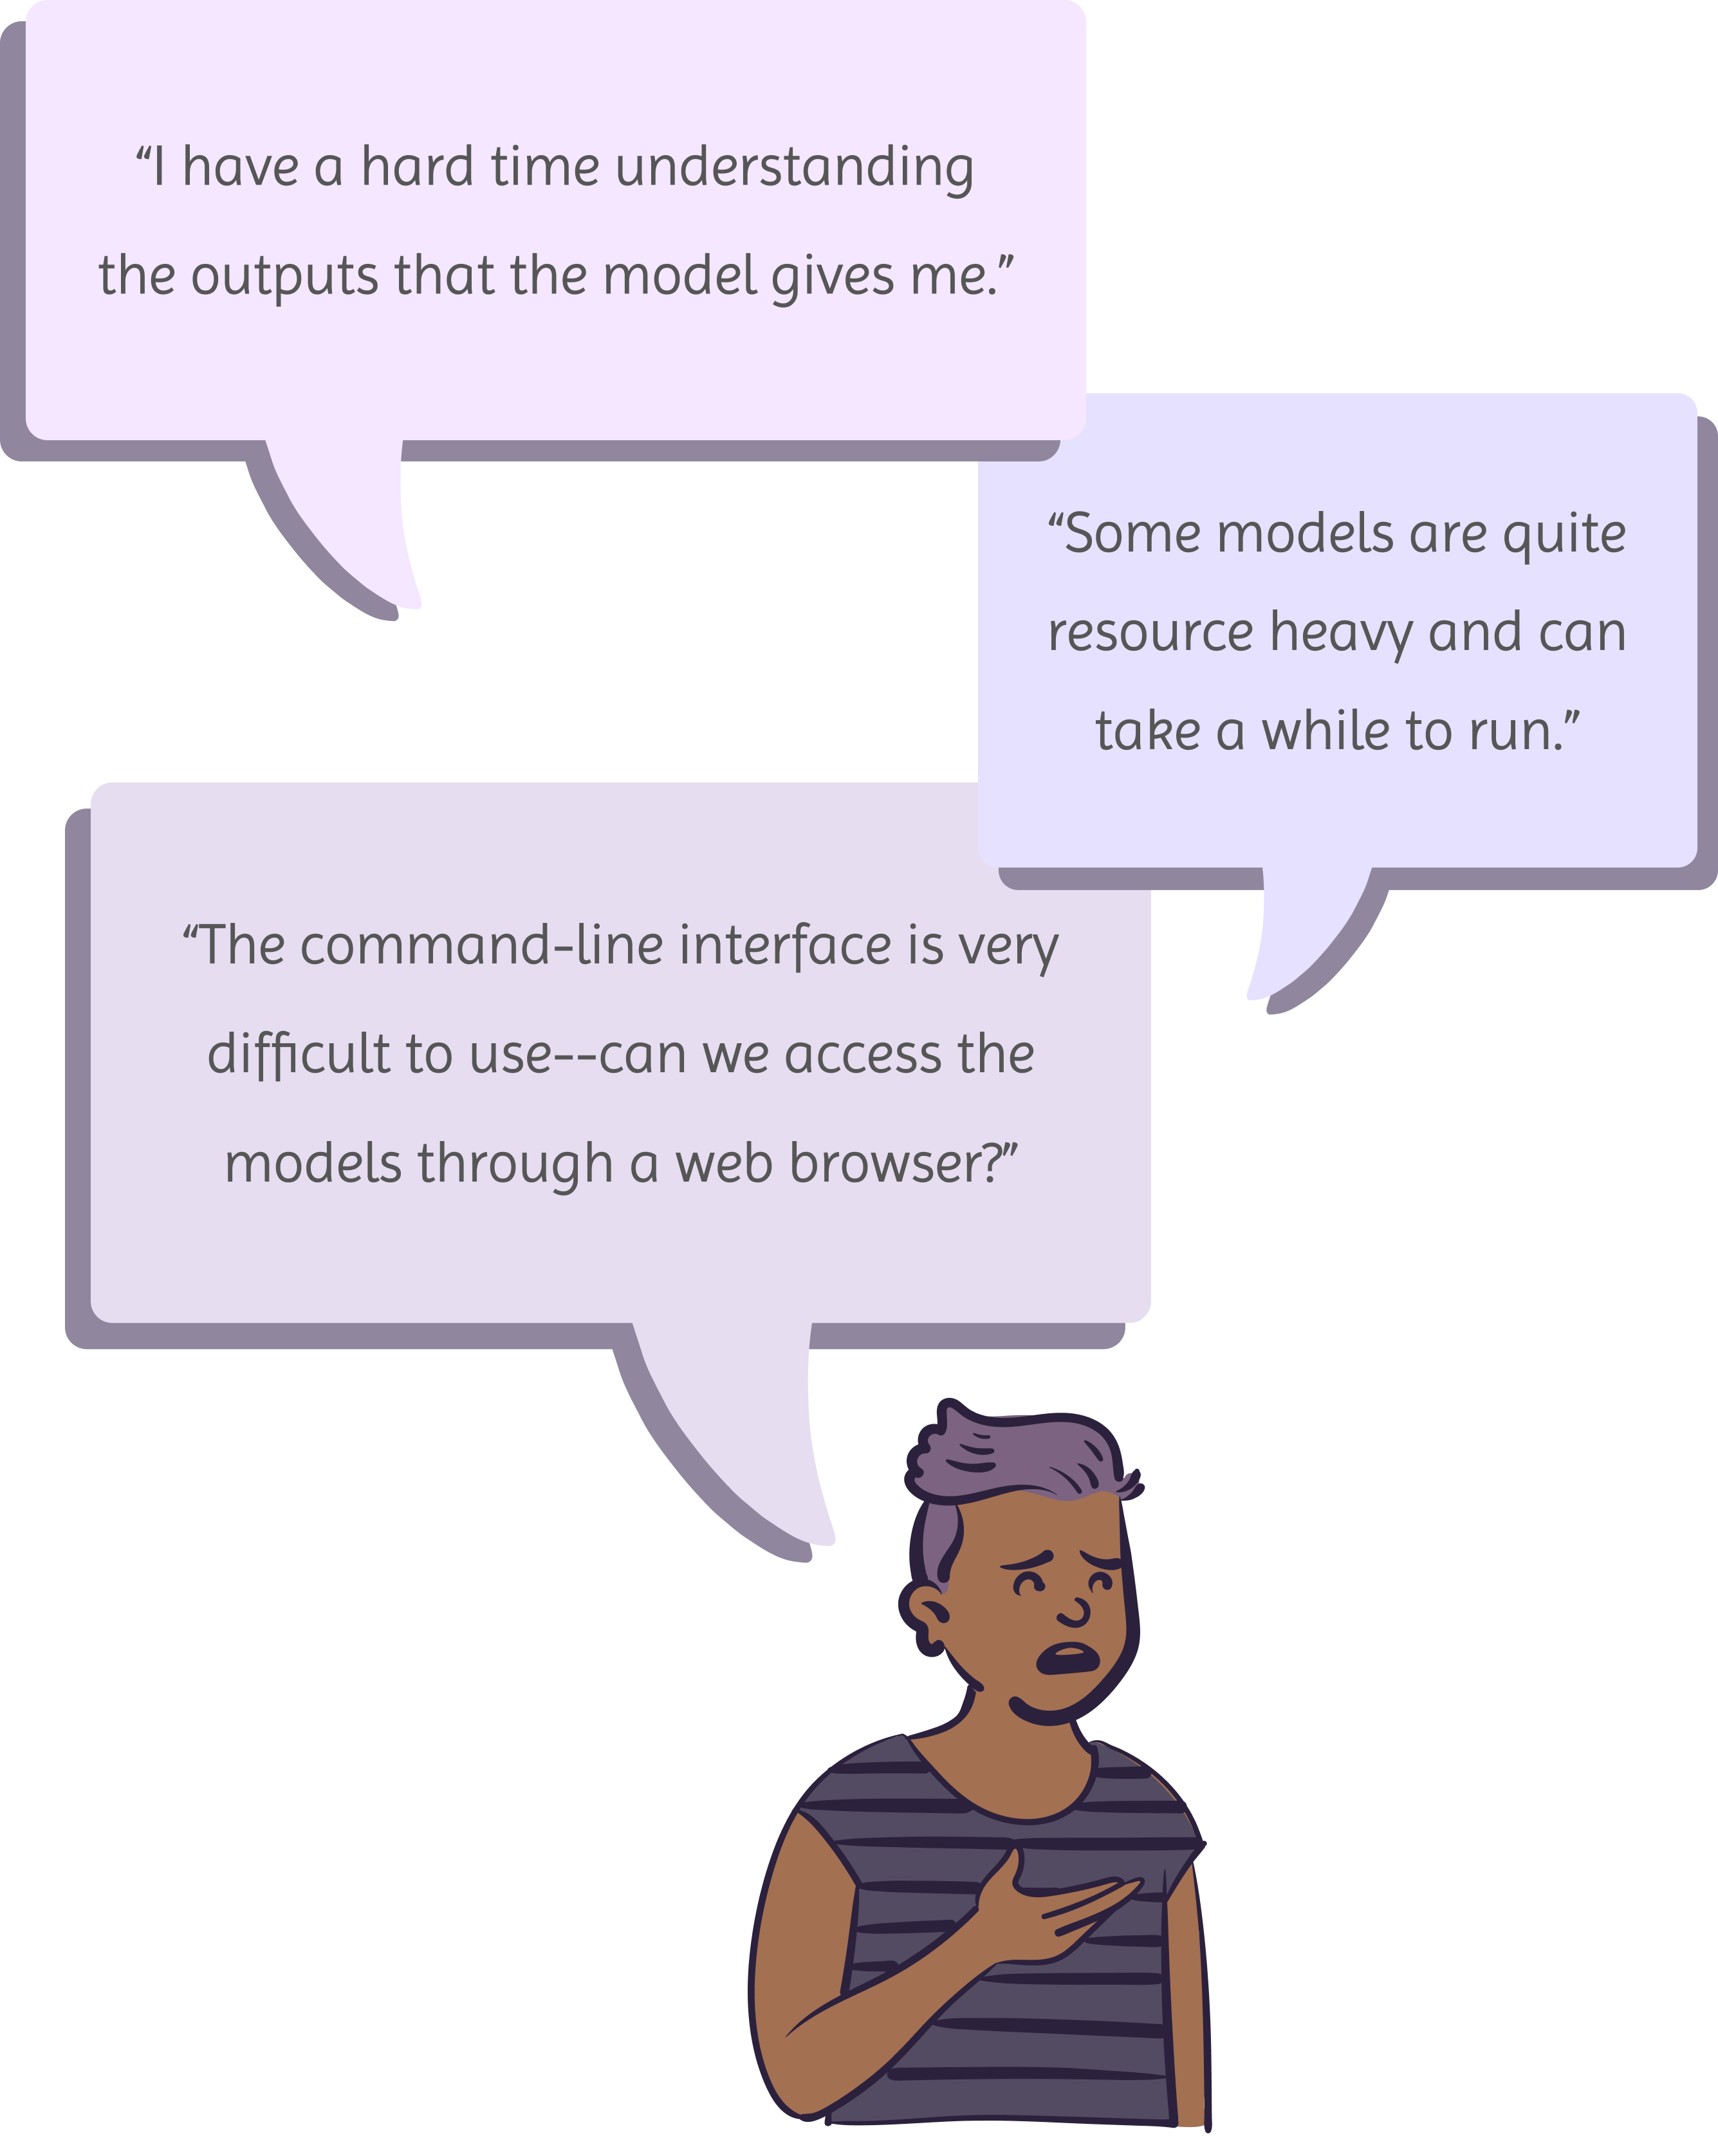 “I have a hard time understanding
the outputs that the model gives me.”
“Some models are quite
resource heavy and can
take a while to run.”
“The command-line interface is very
difficult to use--can we access the
models through a web browser?”